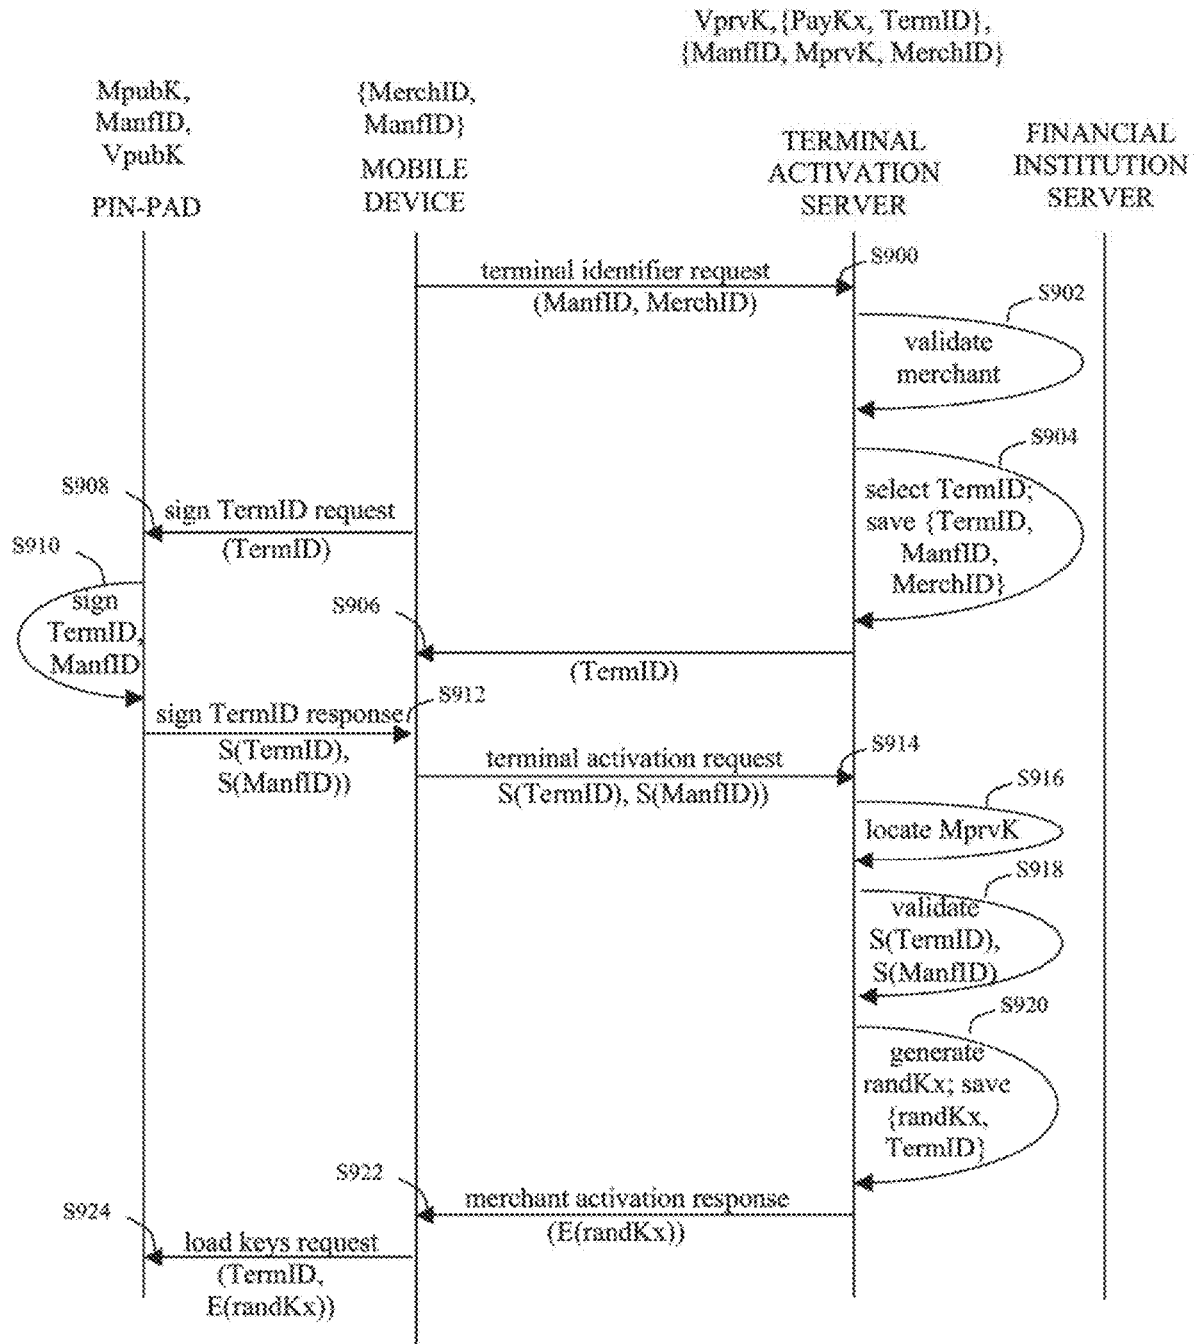 VprvK, {PayKx, TermID},
{ManfID, MprvK, MerchID}
MpubK,
ManfID,
VpubK
PIN-PAD
{MerchID,
ManfID}
MOBILE
DEVICE
TERMINAL
ACTIVATION
SERVER
FINANCIAL
INSTITUTION
SERVER
terminal identifier request
(ManfID, MerchID)
S900
S902
validate
merchant
S904
select TermID;
save {TermID,
ManfID,
MerchID}
S908
sign TermID request
(TermID)
S910
sign
TermID,
ManfID
S906
(TermID)
S912
sign TermID response
S(TermID),
S(ManfID))
S914
terminal activation request
S(TermID), S(ManfID))
S916
locate MprvK
S918
validate
S(TermID),
S(ManfID)
S920
generate
randKx; save
{randKx,
TermID}
S922
merchant activation response
(E(randKx))
S924
load keys request
(TermID,
E(randKx))